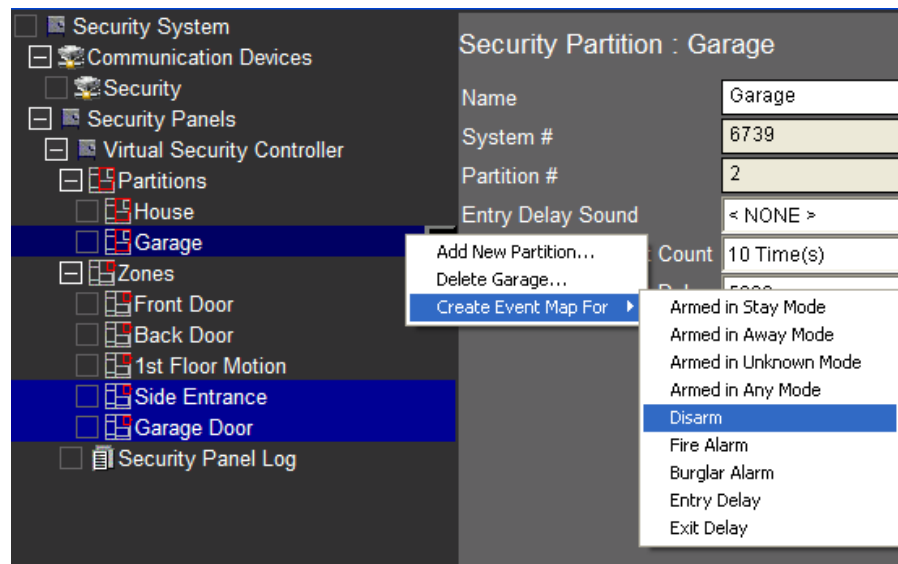 Security System
Communication Devices
Security
Security Panels
Virtual Security Controller
Partitions
House
Garage
Zones
Front Door
Back Door
1st Floor Motion
Side Entrance
Garage Door
Security Panel Log
Security Partition : Garage
Name Garage
System # 6739
Partition # 2
Entry Delay Sound < NONE >
Count 10 Time(s)
Add New Partition...
Delete Garage...
Create Event Map For
Armed in Stay Mode
Armed in Away Mode
Armed in Unknown Mode
Armed in Any Mode
Disarm
Fire Alarm
Burglar Alarm
Entry Delay
Exit Delay